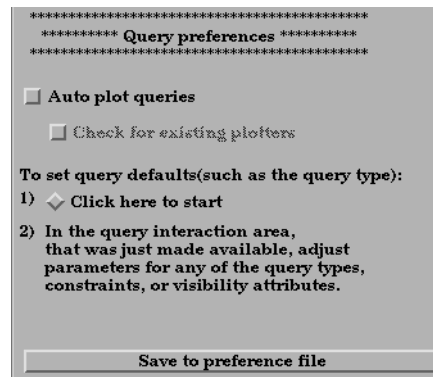 ********************************************
********** Query preferences **********
********************************************
Auto plot queries
Check for existing plotters
To set query defaults(such as the query type):
1) Click here to start
2) In the query interaction area,
that was just made available, adjust
parameters for any of the query types,
constraints, or visibility attributes.
Save to preference file